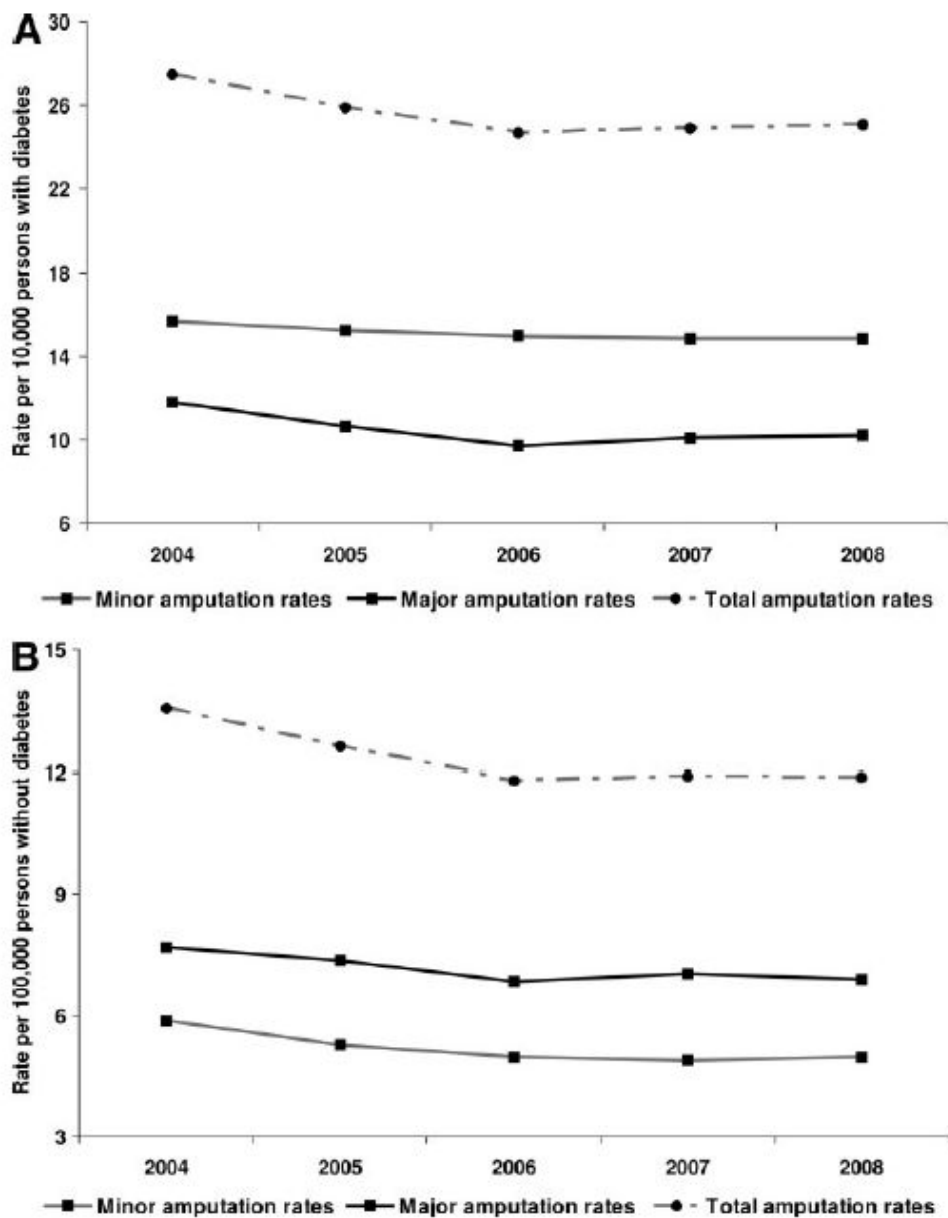 A
Rate per 10,000 persons with diabetes
30
26
22
18
14
10
6
2004 2005 2006 2007 2008
Minor amputation rates Major amputation rates Total amputation rates
B
Rate per 100,000 persons without diabetes
15
12
9
6
3
2004 2005 2006 2007 2008
Minor amputation rates Major amputation rates Total amputation rates